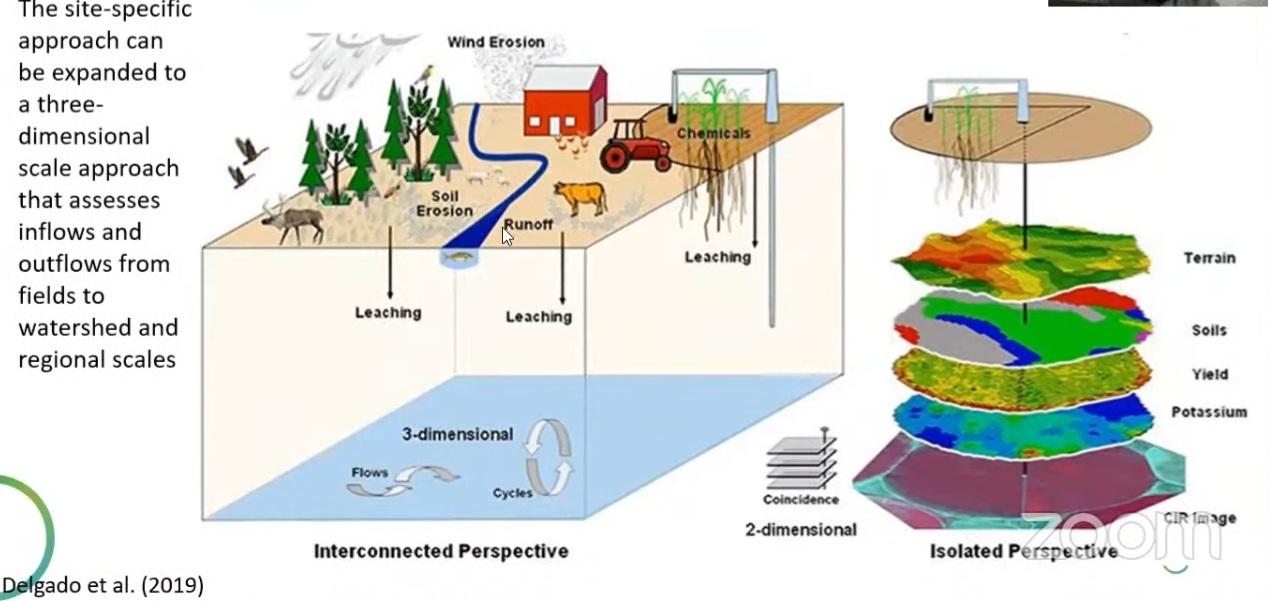 The site-specific
approach can
be expanded to
a three-
dimensional
scale approach
that assesses
inflows and
outflows from
fields to
watershed and
regional scales
Wind Erosion
Chemicals
Soil
Erosion
Runoff
Leaching
Leaching
Leaching
3-dimensional
Flows
Cycles
Interconnected Perspective
Terrain
Soils
Yield
Potassium
CIR Image
Coincidence
2-dimensional
Isolated Perspective
zoom
Delgado et al. (2019)